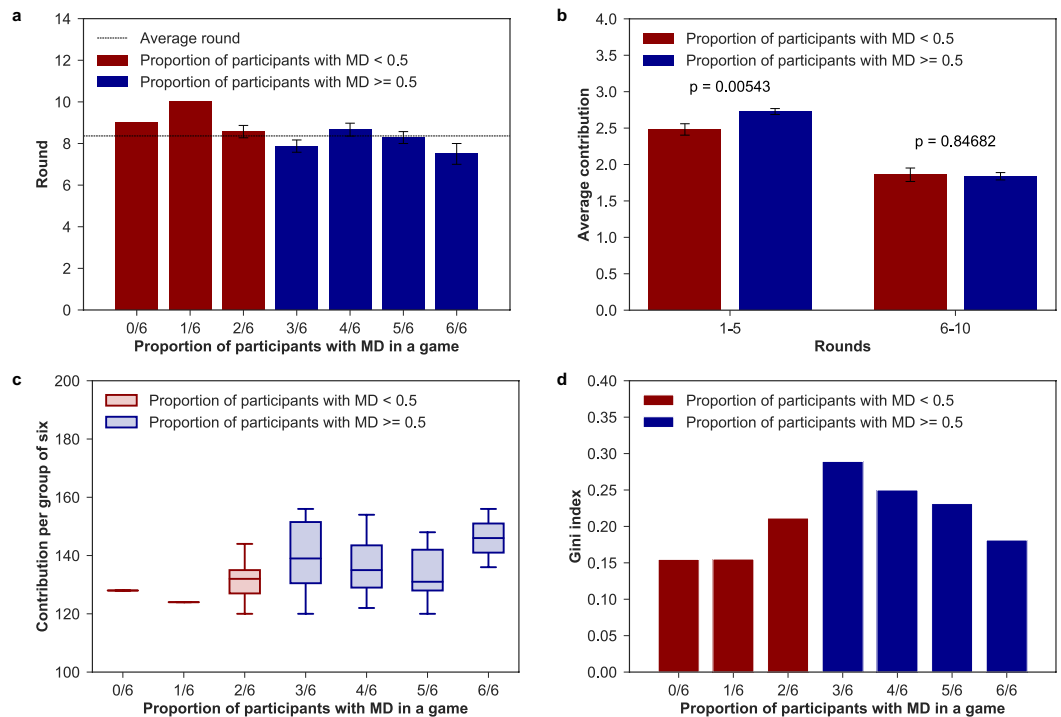 a
14
12
10
8
6
4
2
0
Round
Average round
Proportion of participants with MD < 0.5
Proportion of participants with MD >= 0.5
0/6 1/6 2/6 3/6 4/6 5/6 6/6
Proportion of participants with MD in a game
b
4.0
3.5
3.0
2.5
2.0
1.5
1.0
0.5
0.0
Average contribution
Proportion of participants with MD < 0.5
Proportion of participants with MD >= 0.5
p = 0.00543
p = 0.84682
1-5 6-10
Rounds
c
200
180
160
140
120
100
Contribution per group of six
Proportion of participants with MD < 0.5
Proportion of participants with MD >= 0.5
0/6 1/6 2/6 3/6 4/6 5/6 6/6
Proportion of participants with MD in a game
d
0.40
0.35
0.30
0.25
0.20
0.15
0.10
0.05
0.00
Gini index
Proportion of participants with MD < 0.5
Proportion of participants with MD >= 0.5
0/6 1/6 2/6 3/6 4/6 5/6 6/6
Proportion of participants with MD in a game